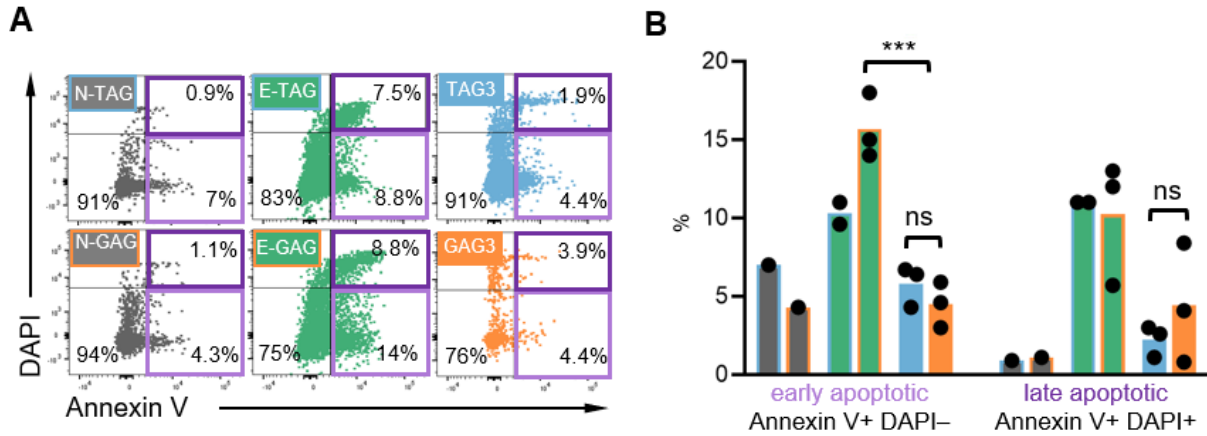 A
B
N-TAG
0.9%
91%
7%
E-TAG
7.5%
83%
8.8%
TAG3
1.9%
91%
4.4%
N-GAG
1.1%
94%
4.3%
E-GAG
8.8%
75%
14%
GAG3
3.9%
76%
4.4%
DAPI
Annexin V
%
20
15
10
5
0
***
ns
ns
early apoptotic
Annexin V+ DAPI–
late apoptotic
Annexin V+ DAPI+